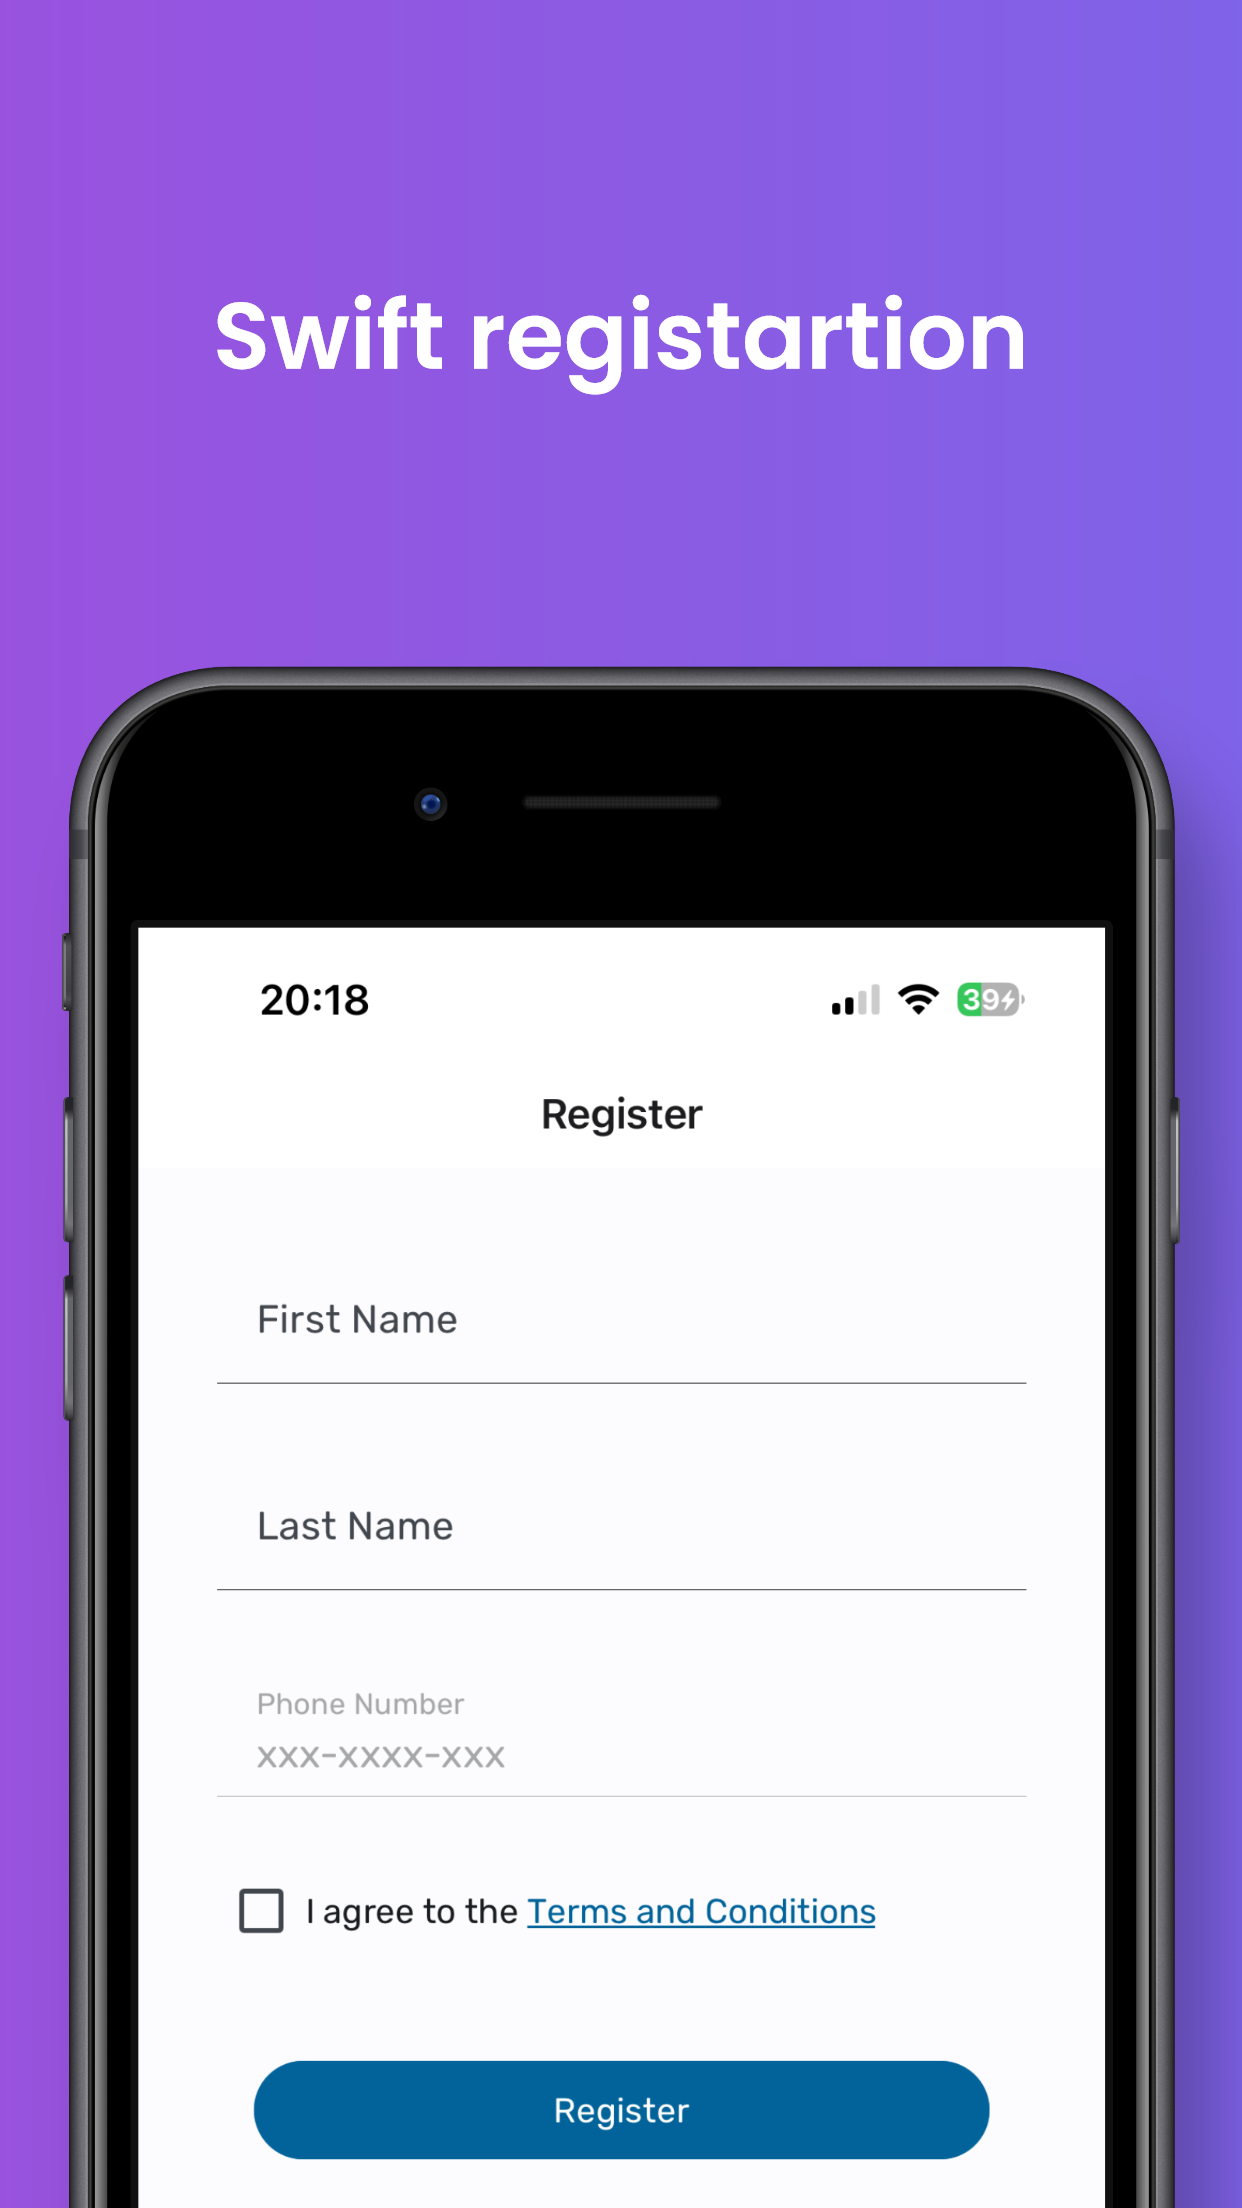 Swift registartion
20:18
39
Register
First Name
Last Name
Phone Number
xxx-xxxx-xxx
I agree to the Terms and Conditions
Register